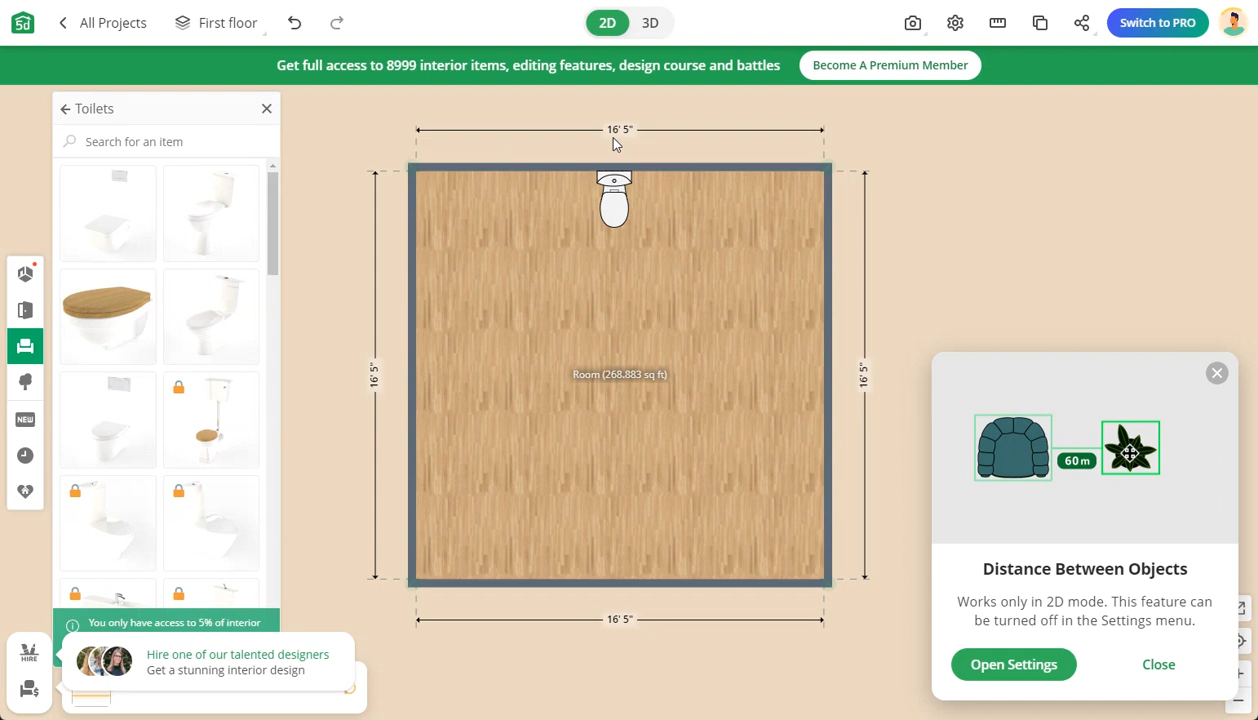 5d
All Projects
First floor
2D
3D
Switch to PRO
Get full access to 8999 interior items, editing features, design course and battles
Become A Premium Member
Toilets
Search for an item
16' 5"
16' 5"
16' 5"
16' 5"
Room (268.883 sq ft)
NEW
You only have access to 5% of interior
HIRE
Hire one of our talented designers
Get a stunning interior design
60 m
Distance Between Objects
Works only in 2D mode. This feature can
be turned off in the Settings menu.
Open Settings
Close